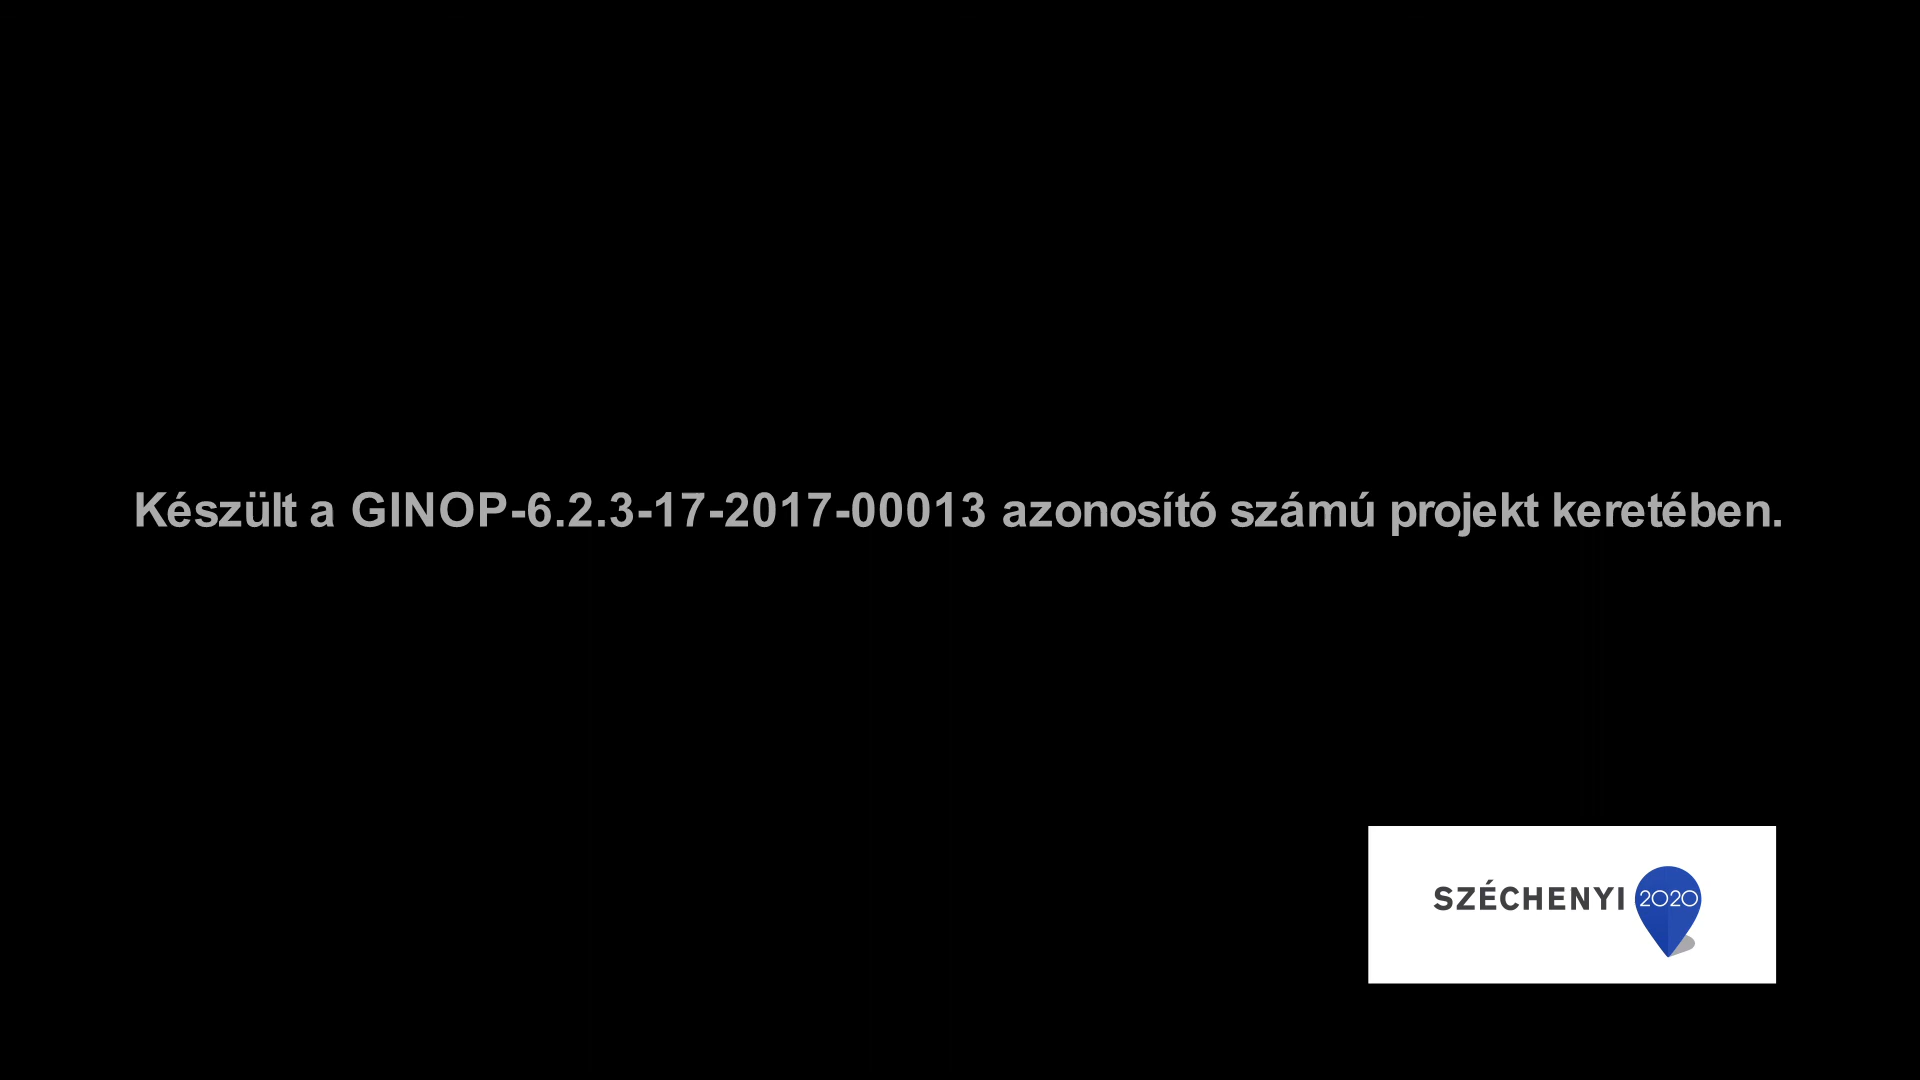 Készült a GINOP-6.2.3-17-2017-00013 azonosító számú projekt keretében.
SZÉCHENYI 2020